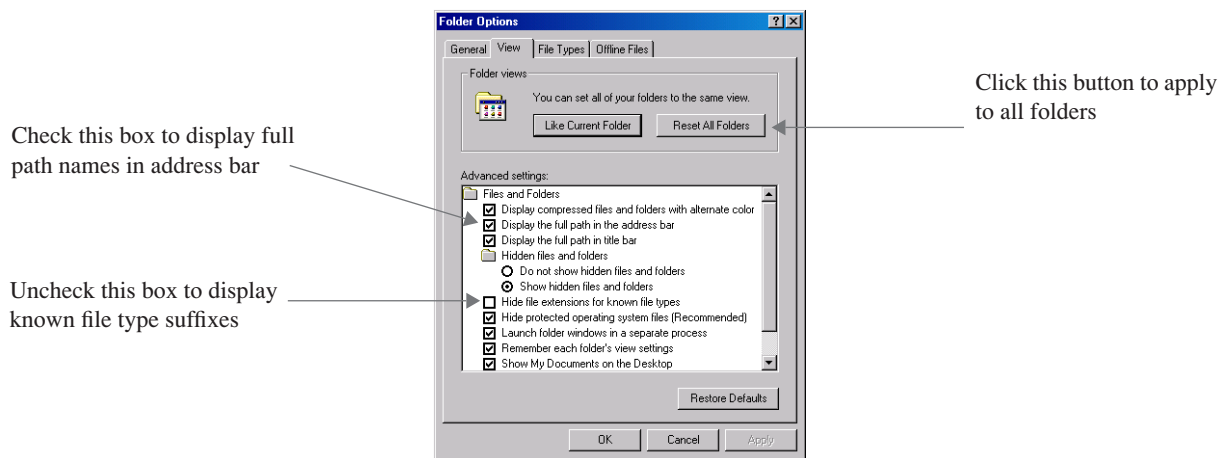 Folder Options
General View File Types Offline Files
Folder views
You can set all of your folders to the same view.
Like Current Folder Reset All Folders
Click this button to apply
to all folders
Check this box to display full
path names in address bar
Advanced settings:
Files and Folders
Display compressed files and folders with alternate color
Display the full path in the address bar
Display the full path in title bar
Hidden files and folders
Do not show hidden files and folders
Show hidden files and folders
Uncheck this box to display
known file type suffixes
Hide file extensions for known file types
Hide protected operating system files (Recommended)
Launch folder windows in a separate process
Remember each folder's view settings
Show My Documents on the Desktop
Restore Defaults
OK Cancel Apply